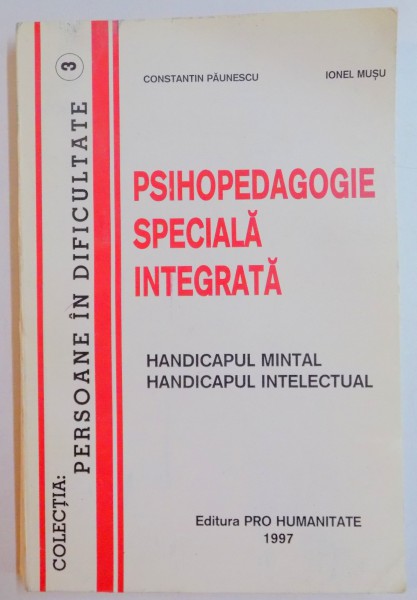 CONSTANTIN PĂUNESCU
IONEL MUȘU
PSIHOPEDAGOGIE
SPECIALĂ
INTEGRATĂ
HANDICAPUL MINTAL
HANDICAPUL INTELECTUAL
Editura PRO HUMANITATE
1997
COLECȚIA:
PERSOANE ÎN DIFICULTATE
3